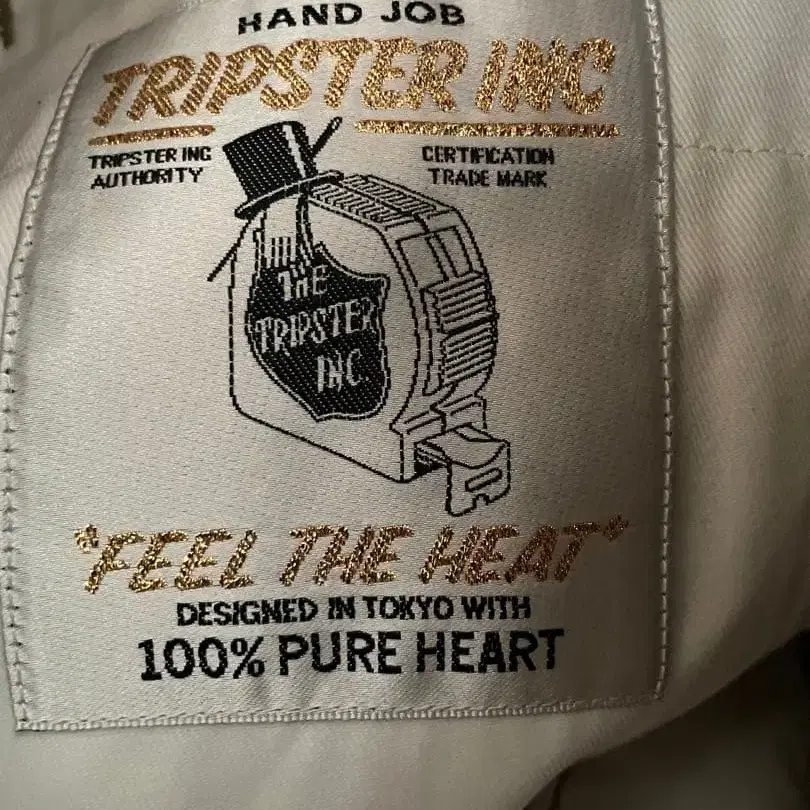 HAND JOB
TRIPSTER INC
TRIPSTER INC
AUTHORITY
CERTIFICATION
TRADE MARK
THE
TRIPSTER
INC.
"FEEL THE HEAT"
DESIGNED IN TOKYO WITH
100% PURE HEART